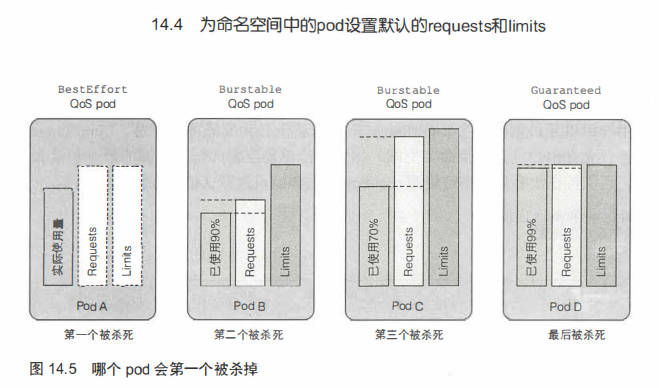 14.4 为命名空间中的pod设置默认的requests和limits
BestEffort
QoS pod
Burstable
QoS pod
Burstable
QoS pod
Guaranteed
QoS pod
实际使用量
Requests
Limits
Pod A
已使用90%
Requests
Limits
Pod B
已使用70%
Requests
Limits
Pod C
已使用99%
Requests
Limits
Pod D
第一个被杀死
第二个被杀死
第三个被杀死
最后被杀死
图 14.5 哪个 pod 会第一个被杀掉